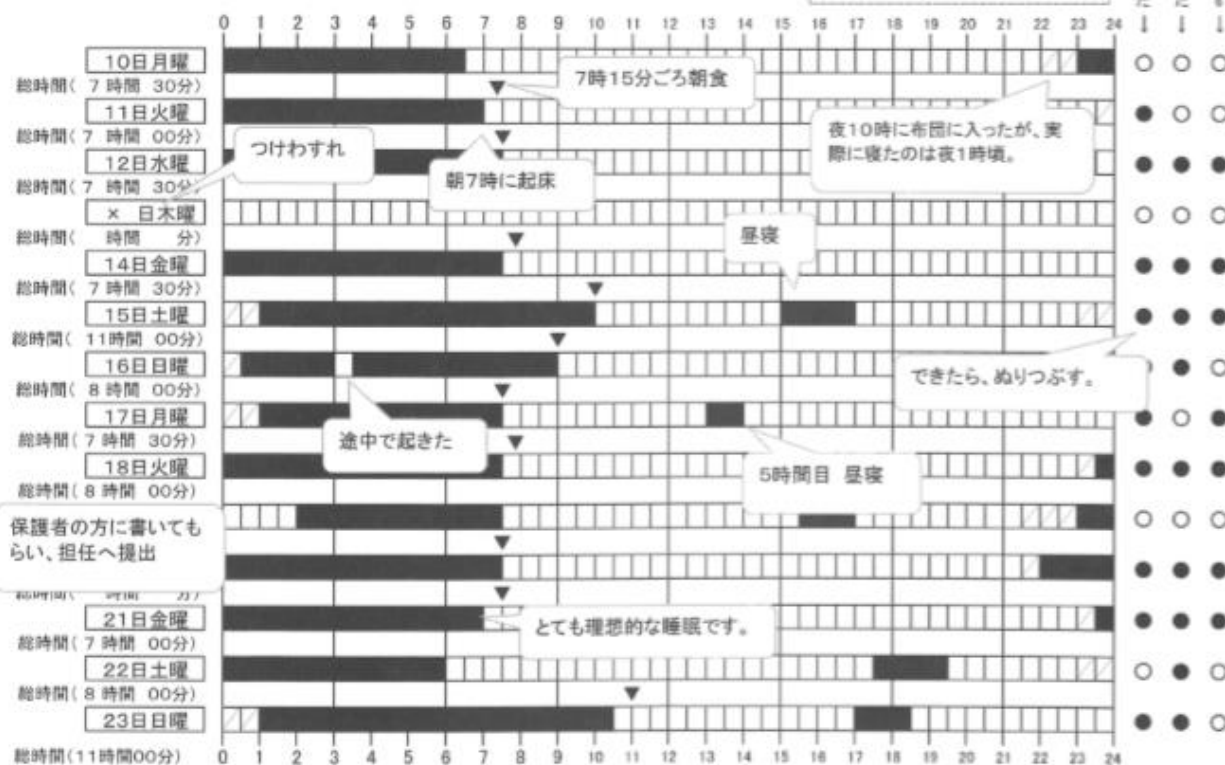 0 1 2 3 4 5 6 7 8 9 10 11 12 13 14 15 16 17 18 19 20 21 22 23 24
10日月曜
総時間( 7時間 30分)
7時15分ごろ朝食
11日火曜
総時間(7 時間 00分)
夜10時に布団に入ったが、実
際に寝たのは夜1時頃。
つけわすれ
12日水曜
朝7時に起床
総時間( 7時間 30分)
× 日木曜
総時間( 時間 分)
昼寝
14日金曜
総時間( 7時間 30分)
15日土曜
総時間( 11時間 00分)
16日日曜
できたら、ぬりつぶす。
総時間( 8時間 00分)
17日月曜
途中で起きた
総時間(7時間 30分)
18日火曜
5時間目 昼寝
総時間(8時間 00分)
保護者の方に書いても
らい、担任へ提出
21日金曜
とても理想的な睡眠です。
総時間(7時間 00分)
22日土曜
総時間(8時間 00分)
23日日曜
総時間(11時間00分)
0 1 2 3 4 5 6 7 8 9 10 11 12 13 14 15 16 17 18 19 20 21 22 23 24